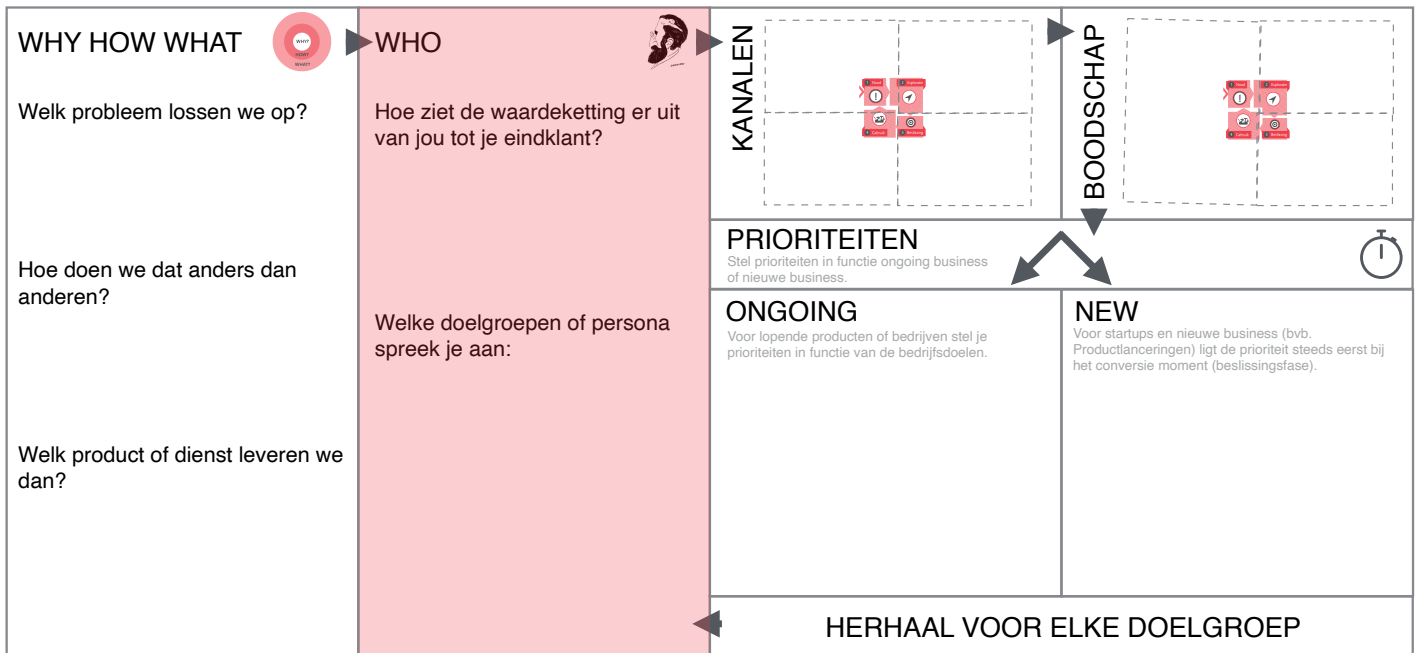 WHY HOW WHAT
WHY?
HOW?
WHAT?
Welk probleem lossen we op?
Hoe doen we dat anders dan
anderen?
Welk product of dienst leveren we
dan?
WHO
Hoe ziet de waardeketting er uit
van jou tot je eindklant?
Welke doelgroepen of persona
spreek je aan:
KANALEN
BOODSCHAP
PRIORITEITEN
Stel prioriteiten in functie ongoing business
of nieuwe business.
ONGOING
Voor lopende producten of bedrijven stel je
prioriteiten in functie van de bedrijfsdoelen.
NEW
Voor startups en nieuwe business (bvb.
Productlanceringen) ligt de prioriteit steeds eerst bij
het conversie moment (beslissingsfase).
HERHAAL VOOR ELKE DOELGROEP